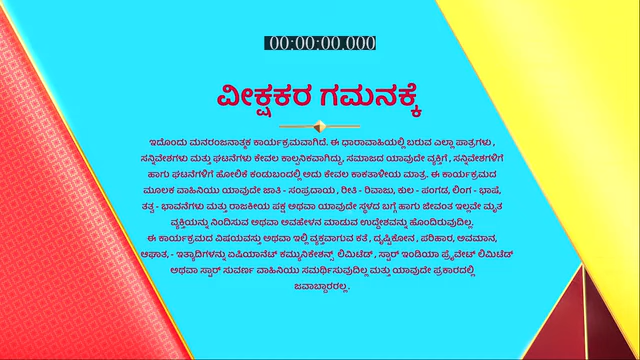 00:00:00.000
ವೀಕ್ಷಕರ ಗಮನಕ್ಕೆ
ಇದೊಂದು ಮನರಂಜನಾತ್ಮಕ ಕಾರ್ಯಕ್ರಮವಾಗಿದೆ. ಈ ಧಾರಾವಾಹಿಯಲ್ಲಿ ಬರುವ ಎಲ್ಲಾ ಪಾತ್ರಗಳು ,
ಸನ್ನಿವೇಶಗಳು ಮತ್ತು ಘಟನೆಗಳು ಕೇವಲ ಕಾಲ್ಪನಿಕವಾಗಿದ್ದು, ಸಮಾಜದ ಯಾವುದೇ ವ್ಯಕ್ತಿಗೆ , ಸನ್ನಿವೇಶಗಳಿಗೆ
ಹಾಗು ಘಟನೆಗಳಿಗೆ ಹೋಲಿಕೆ ಕಂಡುಬಂದಲ್ಲಿ ಅದು ಕೇವಲ ಕಾಕತಾಳೀಯ ಮಾತ್ರ. ಈ ಕಾರ್ಯಕ್ರಮದ
ಮೂಲಕ ವಾಹಿನಿಯು ಯಾವುದೇ ಜಾತಿ - ಸಂಪ್ರದಾಯ , ರೀತಿ - ರಿವಾಜು, ಕುಲ - ಪಂಗಡ, ಲಿಂಗ - ಭಾಷೆ,
ತತ್ವ - ಭಾವನೆಗಳು ಮತ್ತು ರಾಜಕೀಯ ಪಕ್ಷ ಅಥವಾ ಯಾವುದೇ ಸ್ಥಳದ ಬಗ್ಗೆ ಹಾಗು ಜೀವಂತ ಇಲ್ಲವೇ ಮೃತ
ವ್ಯಕ್ತಿಯನ್ನು ನಿಂದಿಸುವ ಅಥವಾ ಅವಹೇಳನ ಮಾಡುವ ಉದ್ದೇಶವನ್ನು ಹೊಂದಿರುವುದಿಲ್ಲ.
ಈ ಕಾರ್ಯಕ್ರಮದ ವಿಷಯವಸ್ತು ಅಥವಾ ಇಲ್ಲಿ ವ್ಯಕ್ತವಾಗುವ ಕತೆ , ದೃಷ್ಟಿಕೋನ , ಪರಿಹಾರ, ಅವಮಾನ,
ಆಘಾತ, - ಇತ್ಯಾದಿಗಳನ್ನು ಏಷಿಯಾನೆಟ್ ಕಮ್ಯುನಿಕೇಶನ್ಸ್ ಲಿಮಿಟೆಡ್ , ಸ್ಟಾರ್ ಇಂಡಿಯಾ ಪ್ರೈವೇಟ್ ಲಿಮಿಟೆಡ್
ಅಥವಾ ಸ್ಟಾರ್ ಸುವರ್ಣ ವಾಹಿನಿಯು ಸಮರ್ಥಿಸುವುದಿಲ್ಲ ಮತ್ತು ಯಾವುದೇ ಪ್ರಕಾರದಲ್ಲಿ
ಜವಾಬ್ದಾರರಲ್ಲ.